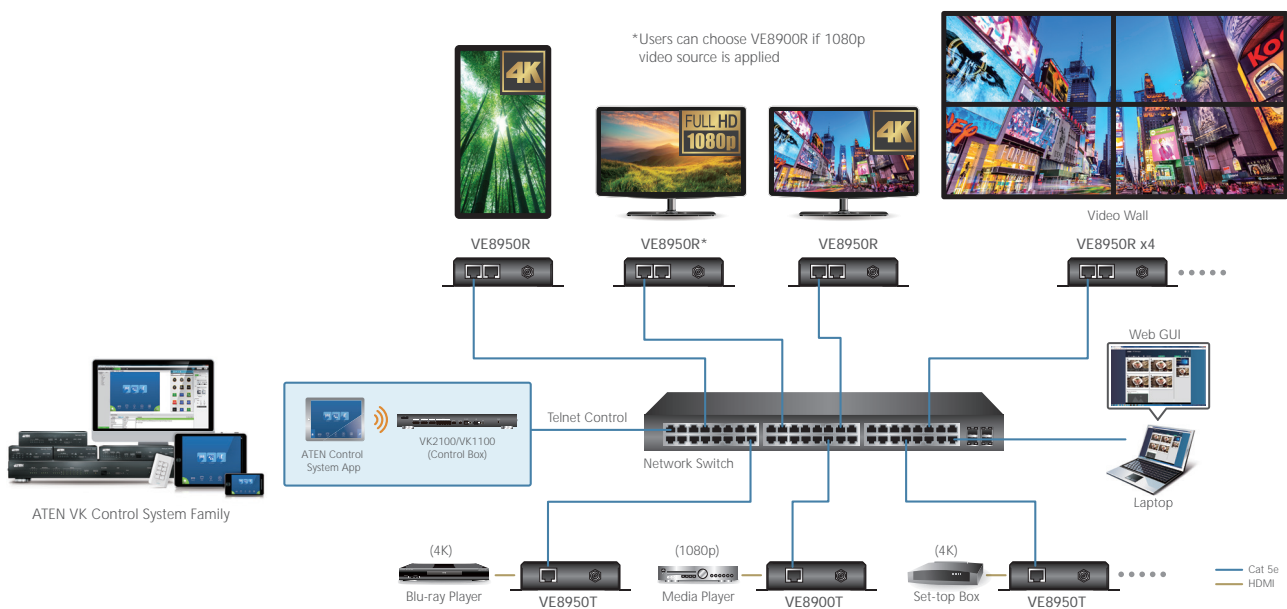 *Users can choose VE8900R if 1080p
video source is applied
4K
FULL HD
1080p
4K
Video Wall
VE8950R
VE8950R*
VE8950R
VE8950R x4
Web GUI
Telnet Control
ATEN Control
System App
VK2100/VK1100
(Control Box)
Network Switch
Laptop
ATEN VK Control System Family
(4K)
Blu-ray Player
VE8950T
(1080p)
Media Player
VE8900T
(4K)
Set-top Box
VE8950T
Cat 5e
HDMI